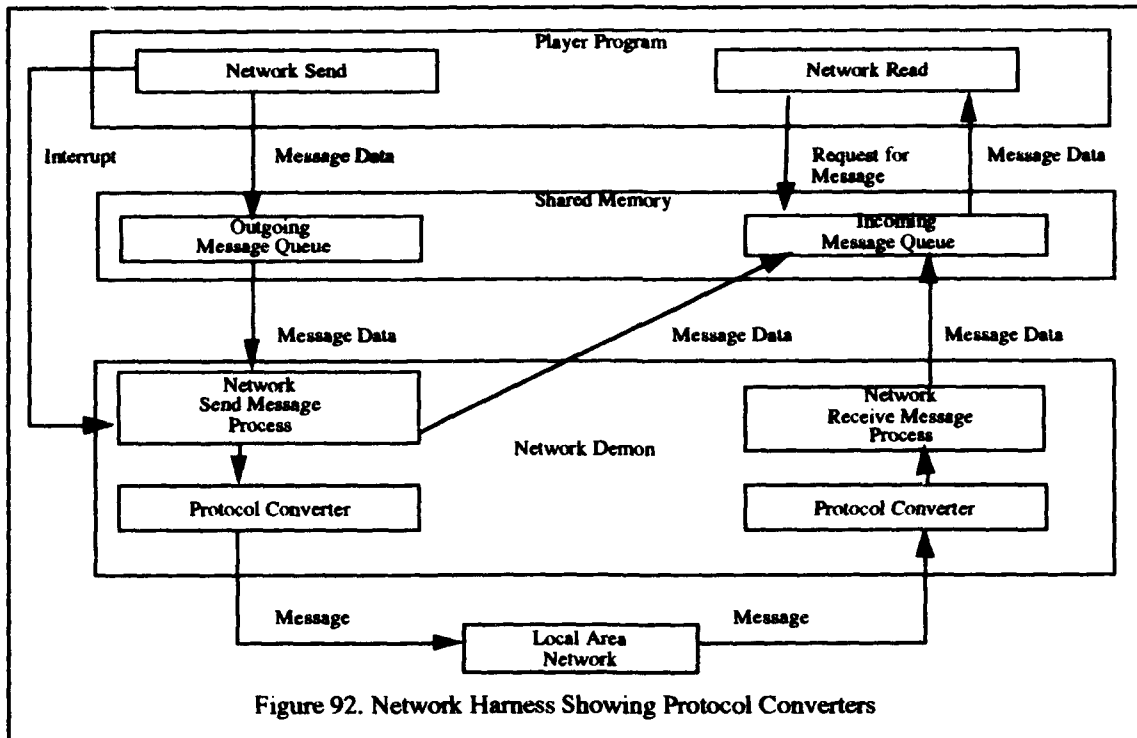 Player Program
Network Send
Network Read
Interrupt
Message Data
Request for
Message
Message Data
Shared Memory
Outgoing
Message Queue
Incoming
Message Queue
Message Data
Message Data
Message Data
Network
Send Message
Process
Network
Receive Message
Process
Network Demon
Protocol Converter
Protocol Converter
Message
Message
Local Area
Network
Figure 92. Network Harness Showing Protocol Converters